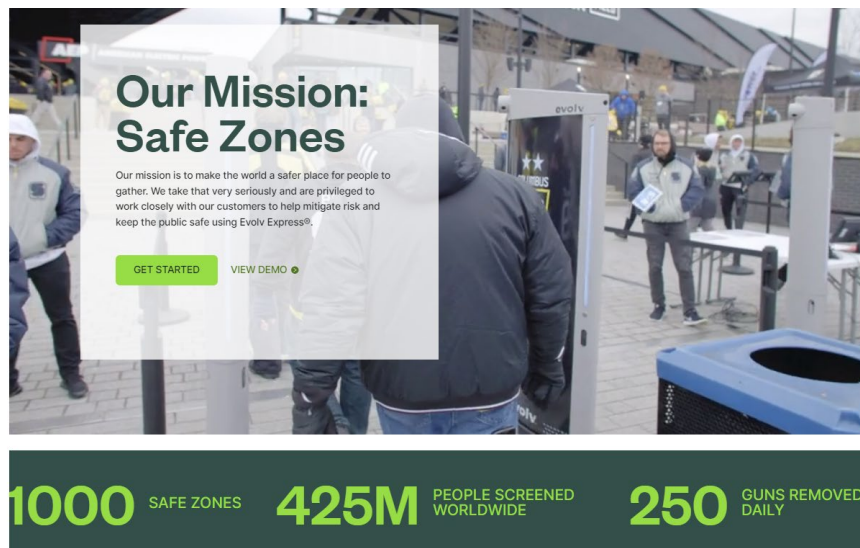 Our Mission:
Safe Zones
Our mission is to make the world a safer place for people to
gather. We take that very seriously and are privileged to
work closely with our customers to help mitigate risk and
keep the public safe using Evolv Express®.
GET STARTED
VIEW DEMO
evolv
1000
SAFE ZONES
425M
PEOPLE SCREENED
WORLDWIDE
250
GUNS REMOVED
DAILY